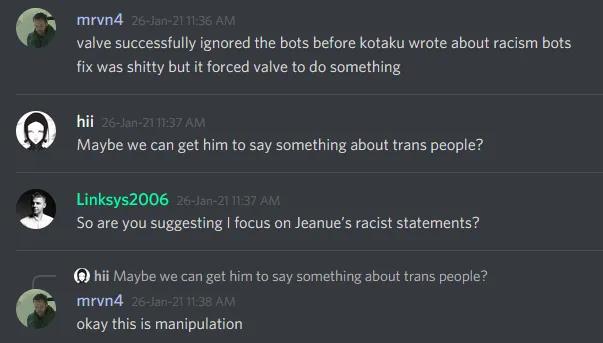 mrvn4 26-Jan-21 11:36 AM
valve successfully ignored the bots before kotaku wrote about racism bots
fix was shitty but it forced valve to do something
hii 26-Jan-21 11:37 AM
Maybe we can get him to say something about trans people?
Linksys2006 26-Jan-21 11:37 AM
So are you suggesting I focus on Jeanue's racist statements?
hii Maybe we can get him to say something about trans people?
mrvn4 26-Jan-21 11:38 AM
okay this is manipulation